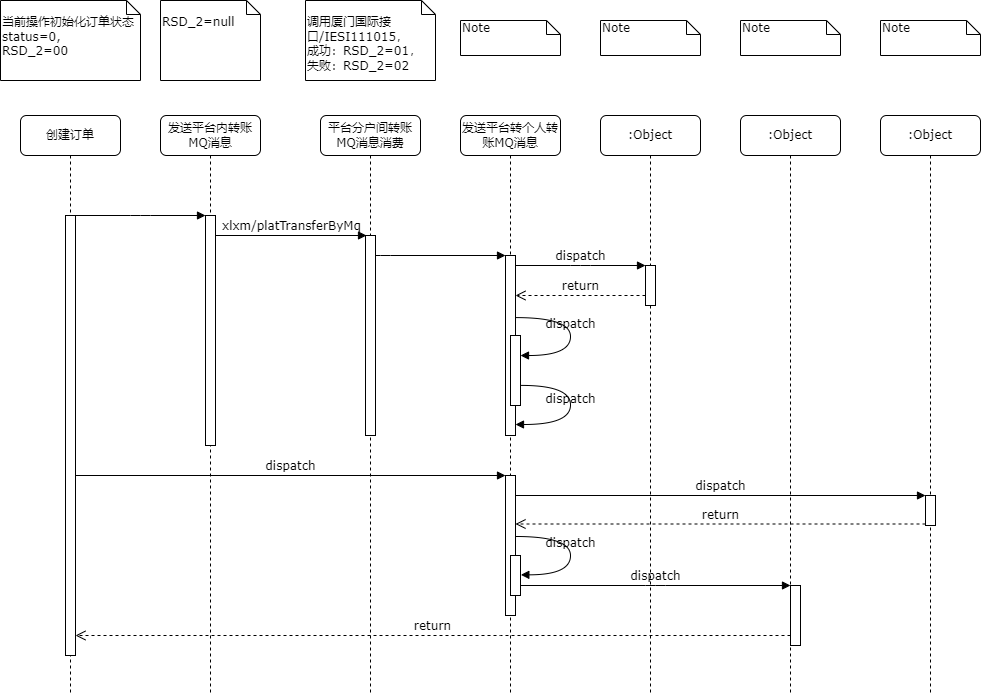 当前操作初始化订单状态
status=0,
RSD_2=00
RSD_2=null
调用厦门国际接
口/IESI111015,
成功：RSD_2=01,
失败：RSD_2=02
Note
Note
Note
Note
创建订单
发送平台内转账
MQ消息
平台分户间转账
MQ消息消费
发送平台转个人转
账MQ消息
:Object
:Object
:Object
xlxm/platTransferByMq
dispatch
return
dispatch
dispatch
dispatch
dispatch
return
dispatch
dispatch
return